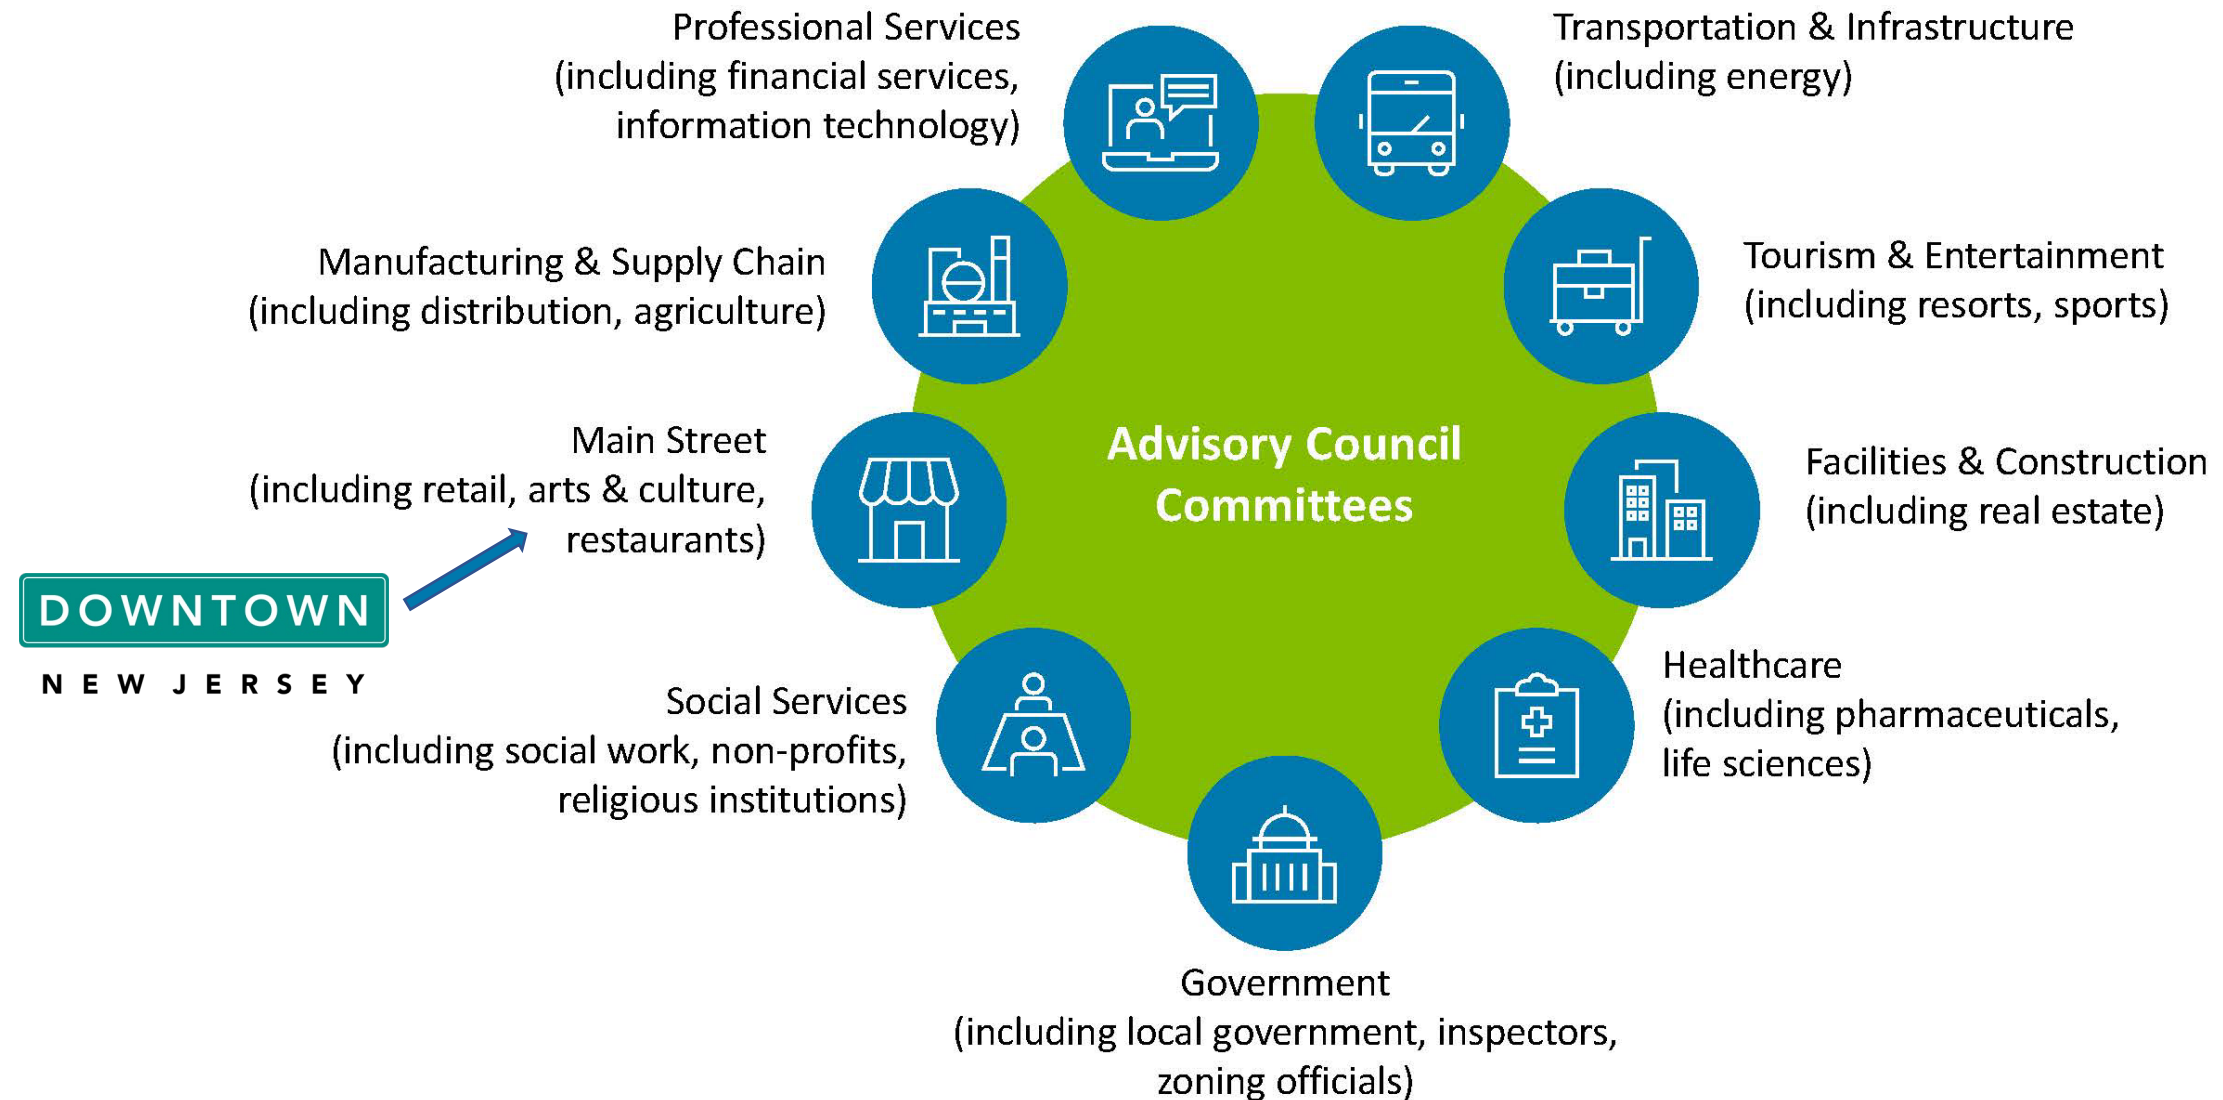 Professional Services
(including financial services,
information technology)
Transportation & Infrastructure
(including energy)
Manufacturing & Supply Chain
(including distribution, agriculture)
Tourism & Entertainment
(including resorts, sports)
Main Street
(including retail, arts & culture,
restaurants)
Advisory Council
Committees
Facilities & Construction
(including real estate)
DOWNTOWN
NEW JERSEY
Social Services
(including social work, non-profits,
religious institutions)
Healthcare
(including pharmaceuticals,
life sciences)
Government
(including local government, inspectors,
zoning officials)